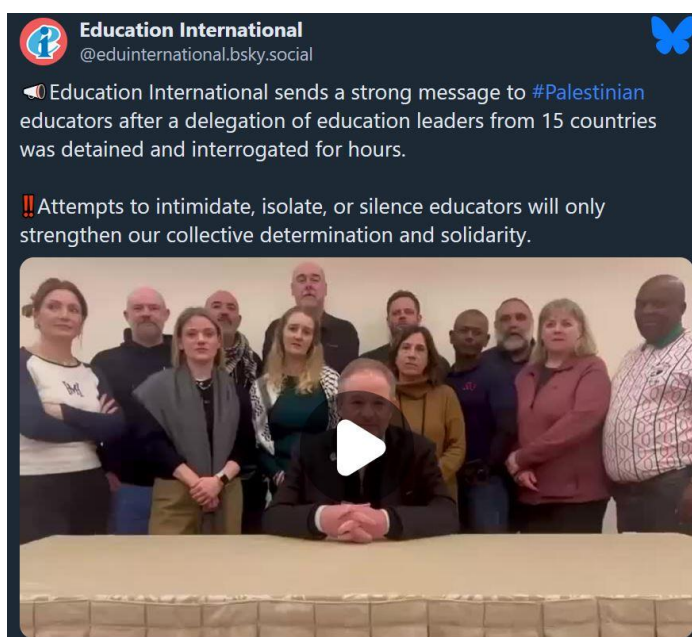 Education International
@eduinternational.bsky.social
📢Education International sends a strong message to #Palestinian
educators after a delegation of education leaders from 15 countries
was detained and interrogated for hours.
‼Attempts to intimidate, isolate, or silence educators will only
strengthen our collective determination and solidarity.